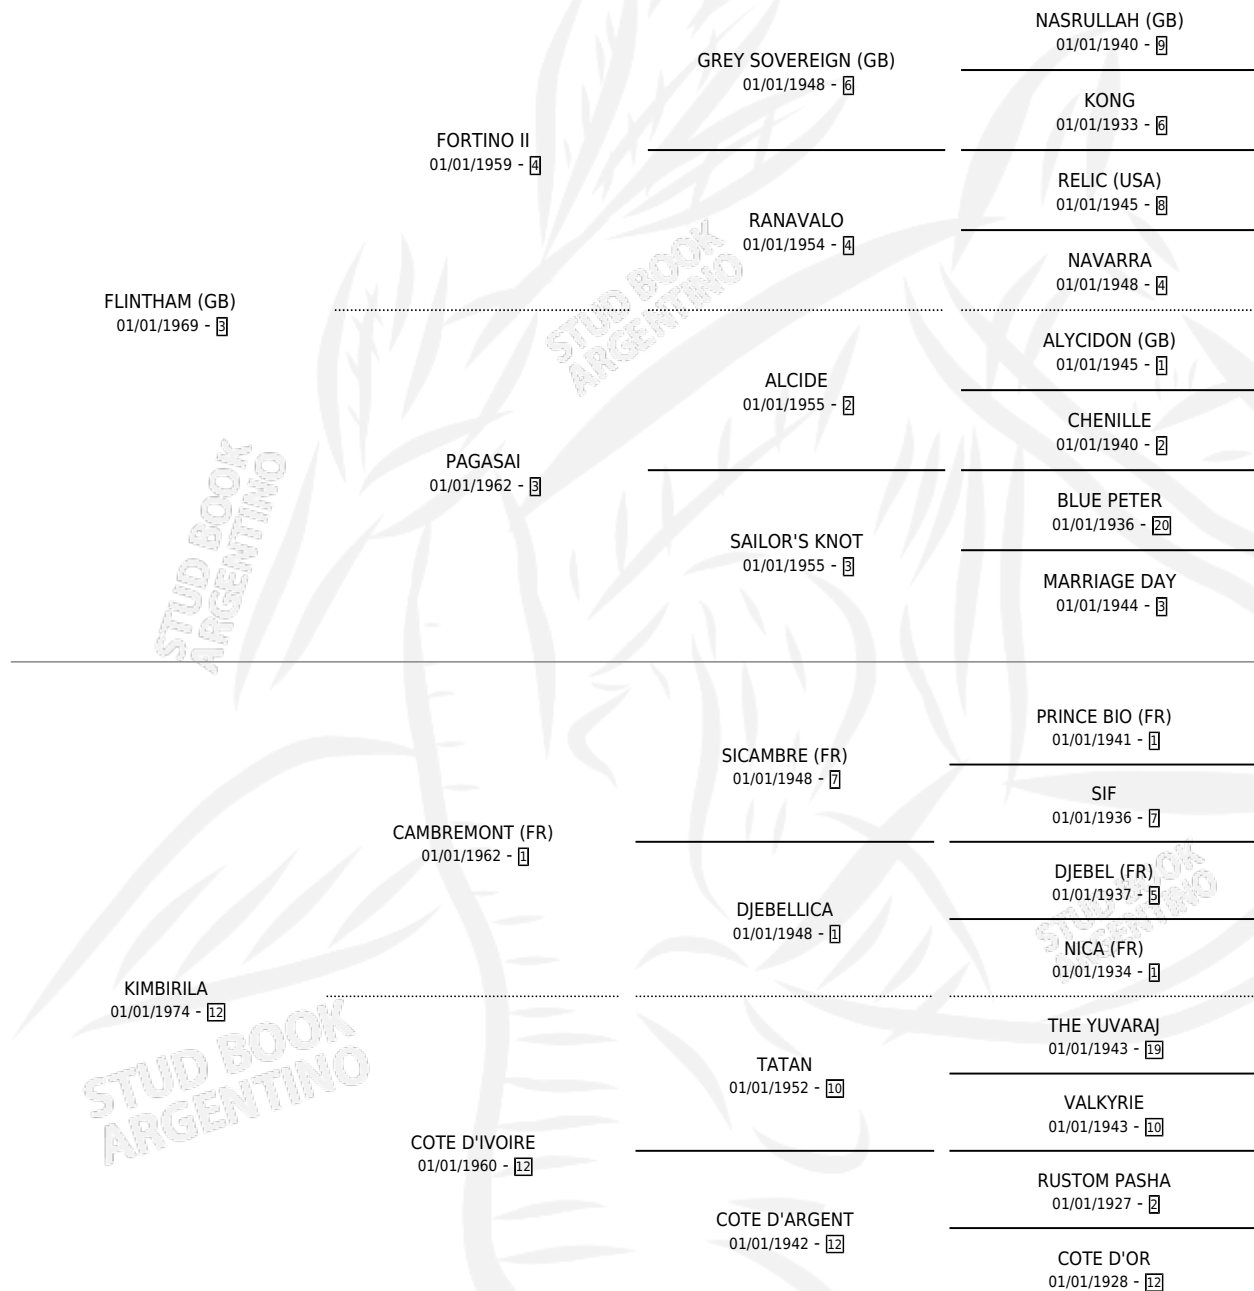 NASRULLAH (GB)
01/01/1940 - 9
GREY SOVEREIGN (GB)
01/01/1948 - 6
KONG
01/01/1933 - 6
FORTINO II
01/01/1959 - 4
RELIC (USA)
01/01/1945 - 8
RANAVALO
01/01/1954 - 4
NAVARRA
01/01/1948 - 4
FLINTHAM (GB)
01/01/1969 - 3
STUD BOOK
ARGENTINO
ALYCIDON (GB)
01/01/1945 - 1
ALCIDE
01/01/1955 - 2
CHENILLE
01/01/1940 - 2
PAGASAI
01/01/1962 - 3
BLUE PETER
01/01/1936 - 20
SAILOR'S KNOT
01/01/1955 - 3
MARRIAGE DAY
01/01/1944 - 3
STUD BOOK
ARGENTINO
PRINCE BIO (FR)
01/01/1941 - 1
SICAMBRE (FR)
01/01/1948 - 7
SIF
01/01/1936 - 7
CAMBREMONT (FR)
01/01/1962 - 1
DJEBEL (FR)
01/01/1937 - 5
STUD BOOK
ARGENTINO
DJEBELLICA
01/01/1948 - 1
NICA (FR)
01/01/1934 - 1
KIMBIRILA
01/01/1974 - 12
THE YUVARAJ
01/01/1943 - 19
STUD BOOK
ARGENTINO
TATAN
01/01/1952 - 10
VALKYRIE
01/01/1943 - 10
COTE D'IVOIRE
01/01/1960 - 12
RUSTOM PASHA
01/01/1927 - 2
COTE D'ARGENT
01/01/1942 - 12
COTE D'OR
01/01/1928 - 12